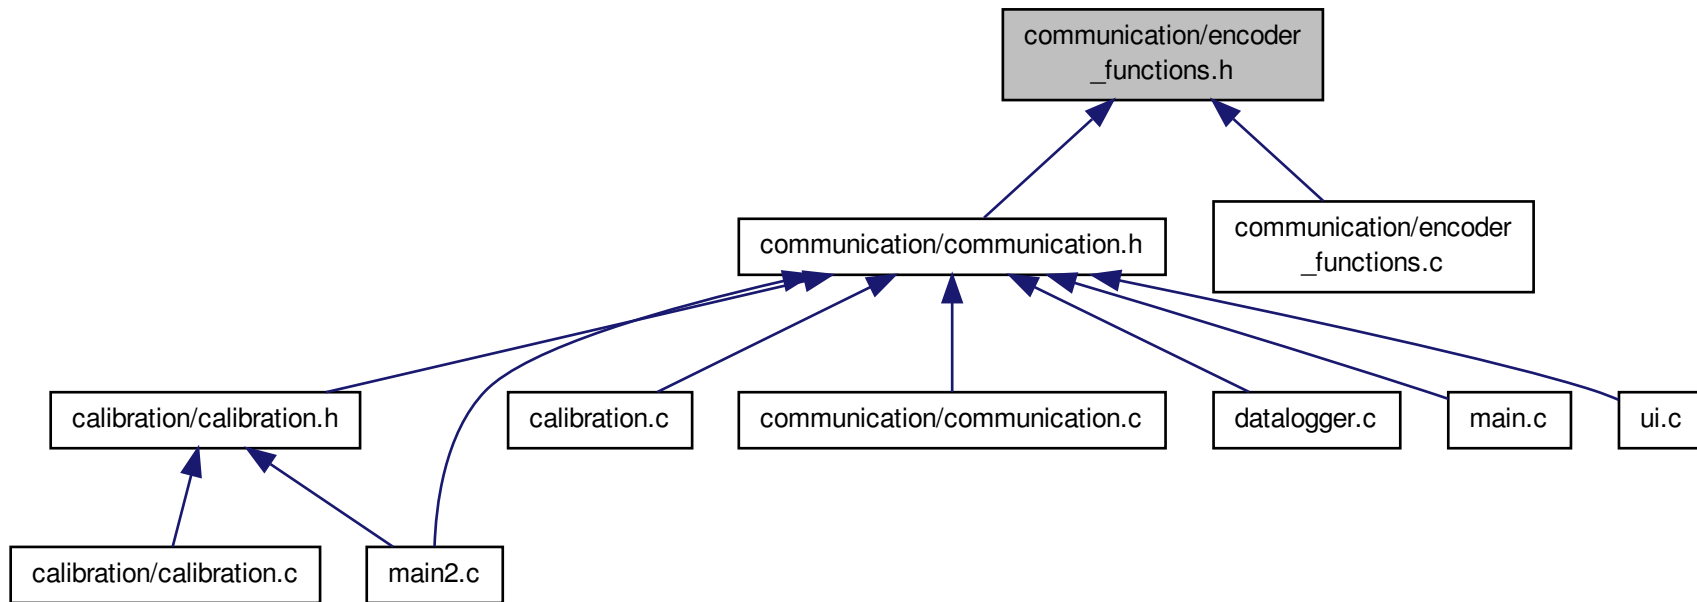 communication/encoder
_functions.h
communication/communication.h
communication/encoder
_functions.c
calibration/calibration.h
calibration.c
communication/communication.c
datalogger.c
main.c
ui.c
calibration/calibration.c
main2.c